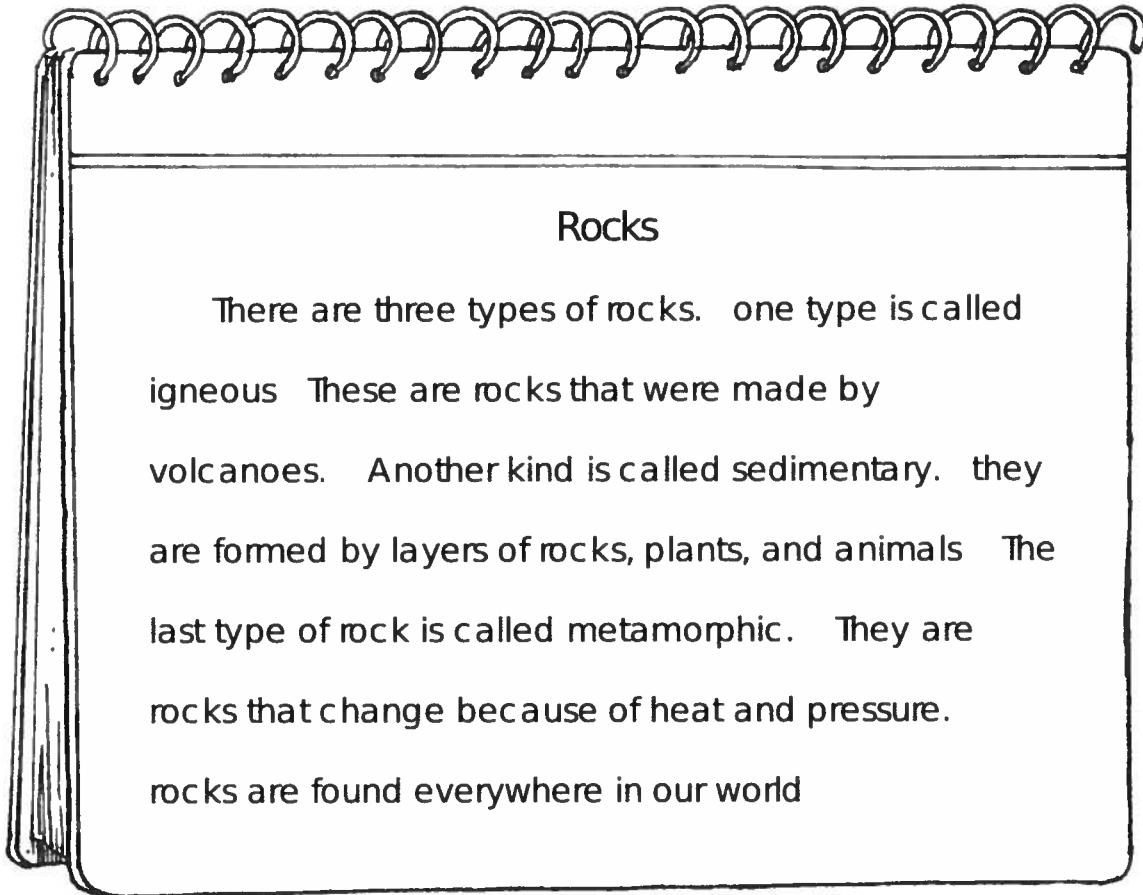 Rocks
There are three types of rocks. one type is called
igneous These are rocks that were made by
volcanoes. Another kind is called sedimentary. they
are formed by layers of rocks, plants, and animals The
last type of rock is called metamorphic. They are
rocks that change because of heat and pressure.
rocks are found everywhere in our world